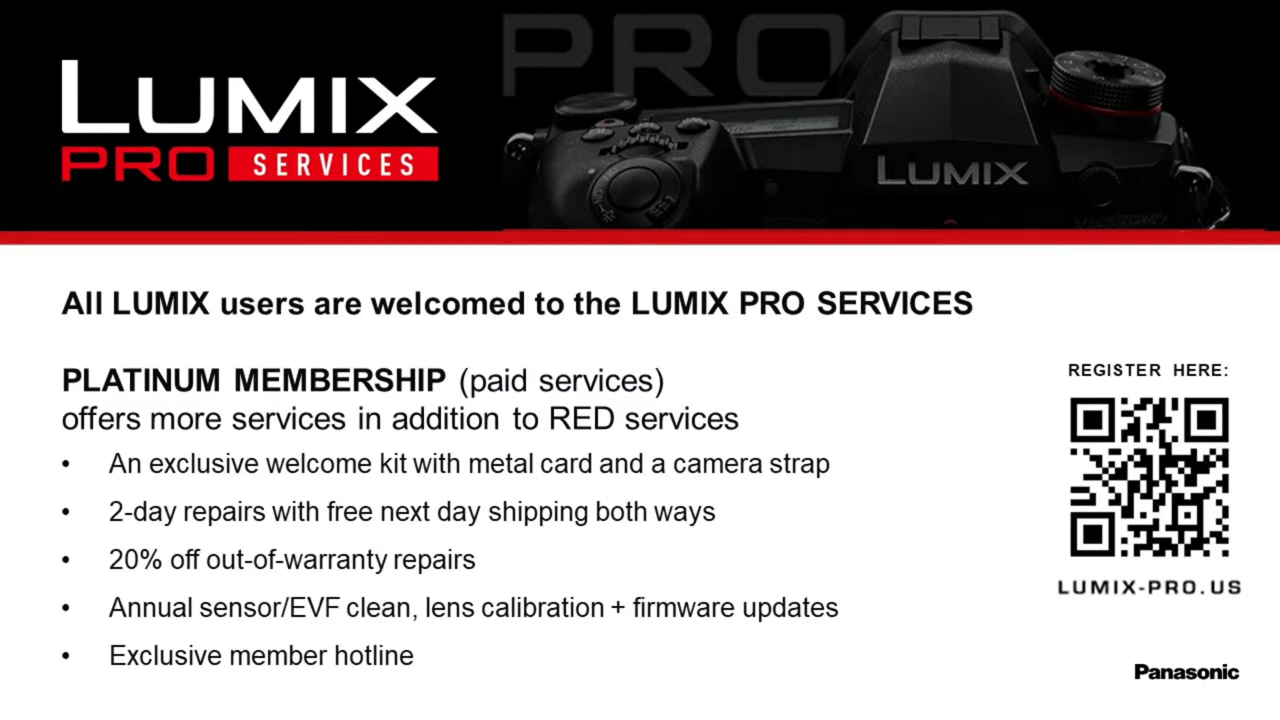 PRO
LUMIX
PRO SERVICES
LUMIX
All LUMIX users are welcomed to the LUMIX PRO SERVICES
PLATINUM MEMBERSHIP (paid services)
offers more services in addition to RED services
• An exclusive welcome kit with metal card and a camera strap
• 2-day repairs with free next day shipping both ways
• 20% off out-of-warranty repairs
• Annual sensor/EVF clean, lens calibration + firmware updates
• Exclusive member hotline
REGISTER HERE:
LUMIX-PRO.US
Panasonic